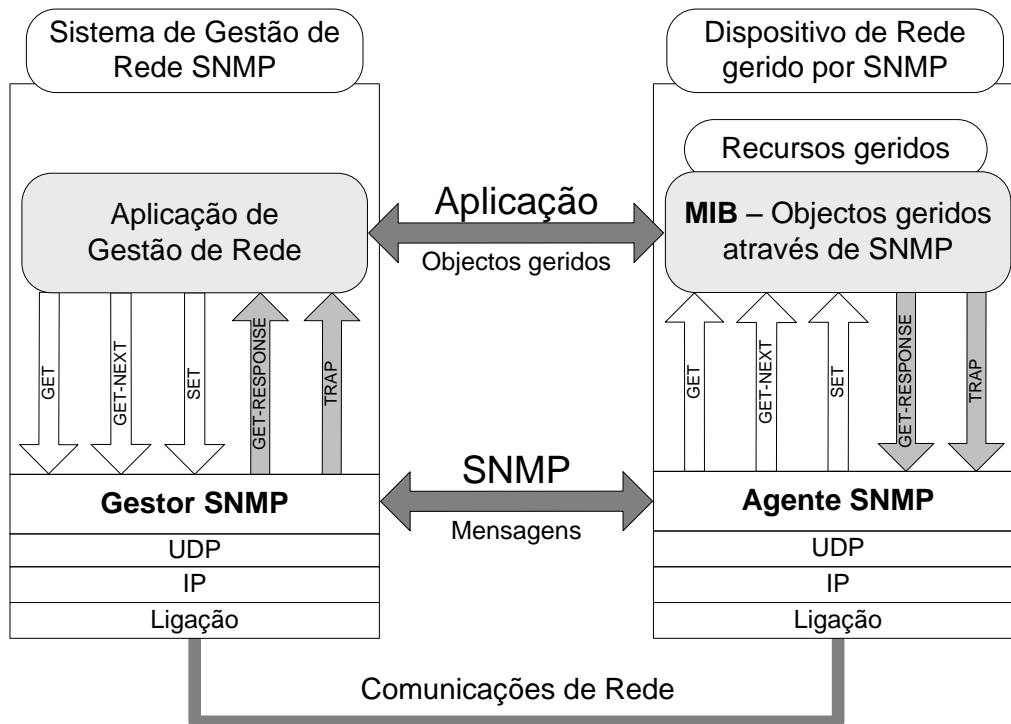 Sistema de Gestão de
Rede SNMP
Dispositivo de Rede
gerido por SNMP
Recursos geridos
Aplicação de
Gestão de Rede
Aplicação
Objectos geridos
MIB – Objectos geridos
através de SNMP
GET
GET-NEXT
SET
GET-RESPONSE
TRAP
GET
GET-NEXT
SET
GET-RESPONSE
TRAP
SNMP
Mensagens
Gestor SNMP
UDP
IP
Ligação
Agente SNMP
UDP
IP
Ligação
Comunicações de Rede